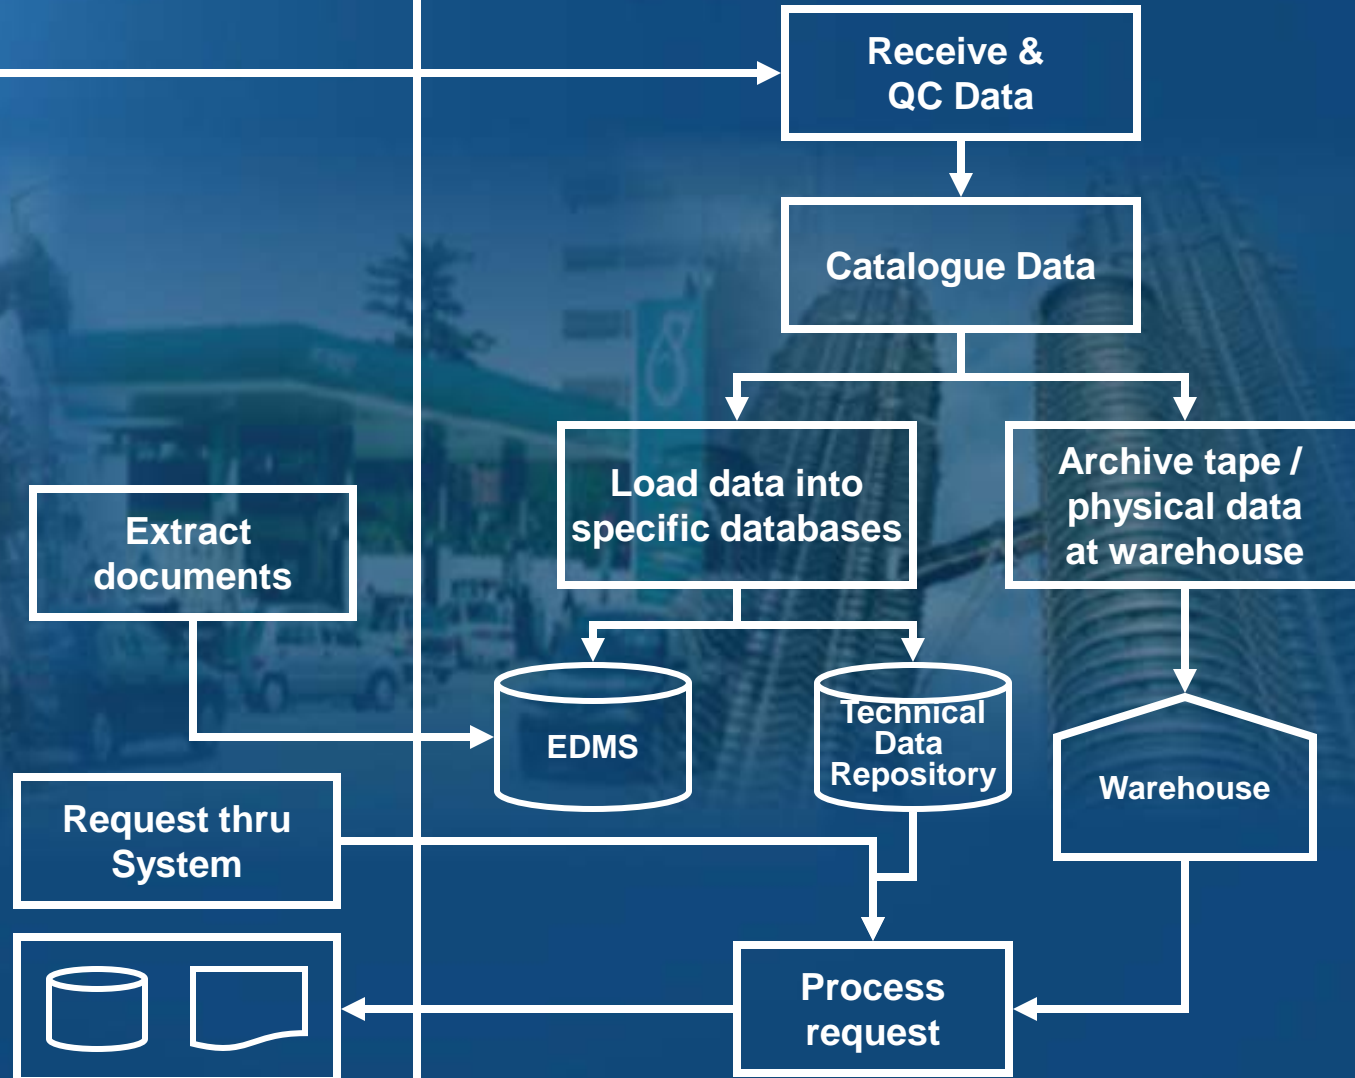 Receive &
QC Data
Catalogue Data
Load data into
specific databases
Archive tape /
physical data
at warehouse
Extract
documents
EDMS
Technical
Data
Repository
Warehouse
Request thru
System
Process
request